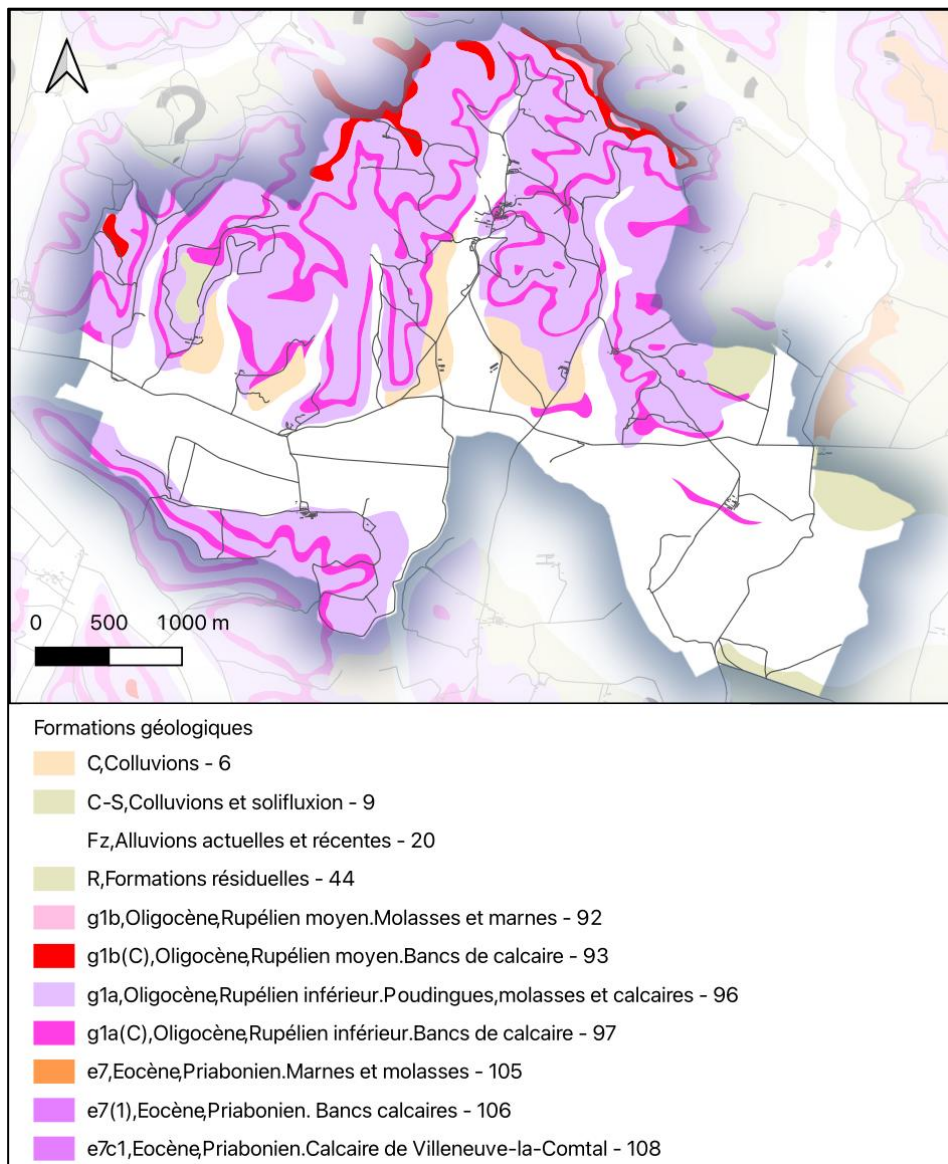 0 500 1000 m
Formations géologiques
C,Colluvions - 6
C-S,Colluvions et solifluxion - 9
Fz,Alluvions actuelles et récentes - 20
R,Formations résiduelles - 44
g1b,Oligocène,Rupélien moyen.Molasses et marnes - 92
g1b(C),Oligocène,Rupélien moyen.Bancs de calcaire - 93
g1a,Oligocène,Rupélien inférieur.Poudingues,molasses et calcaires - 96
g1a(C),Oligocène,Rupélien inférieur.Bancs de calcaire - 97
e7,Eocène,Priabonien.Marnes et molasses - 105
e7(1),Eocène,Priabonien. Bancs calcaires - 106
e7c1,Eocène,Priabonien.Calcaire de Villeneuve-la-Comtal - 108